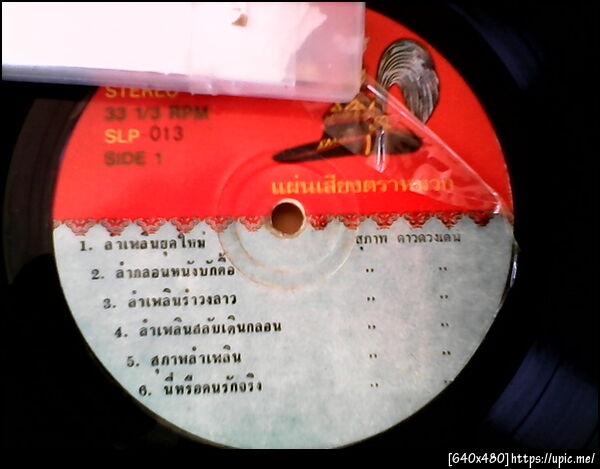 STEREO
33 1/3 RPM
SLP-013
SIDE 1
แผ่นเสียงตรา
1. ลำเพลินยุคใหม่ สุภาพ ดาวดวงเด่น
2. ลำกลอนหนังบักตื้อ " "
3. ลำเพลินรำวงลาว " "
4. ลำเพลินสลับเดินกลอน " "
5. สุภาพลำเพลิน " "
6. นี่หรือคนรักจริง " "
[640x480]https://upic.me/